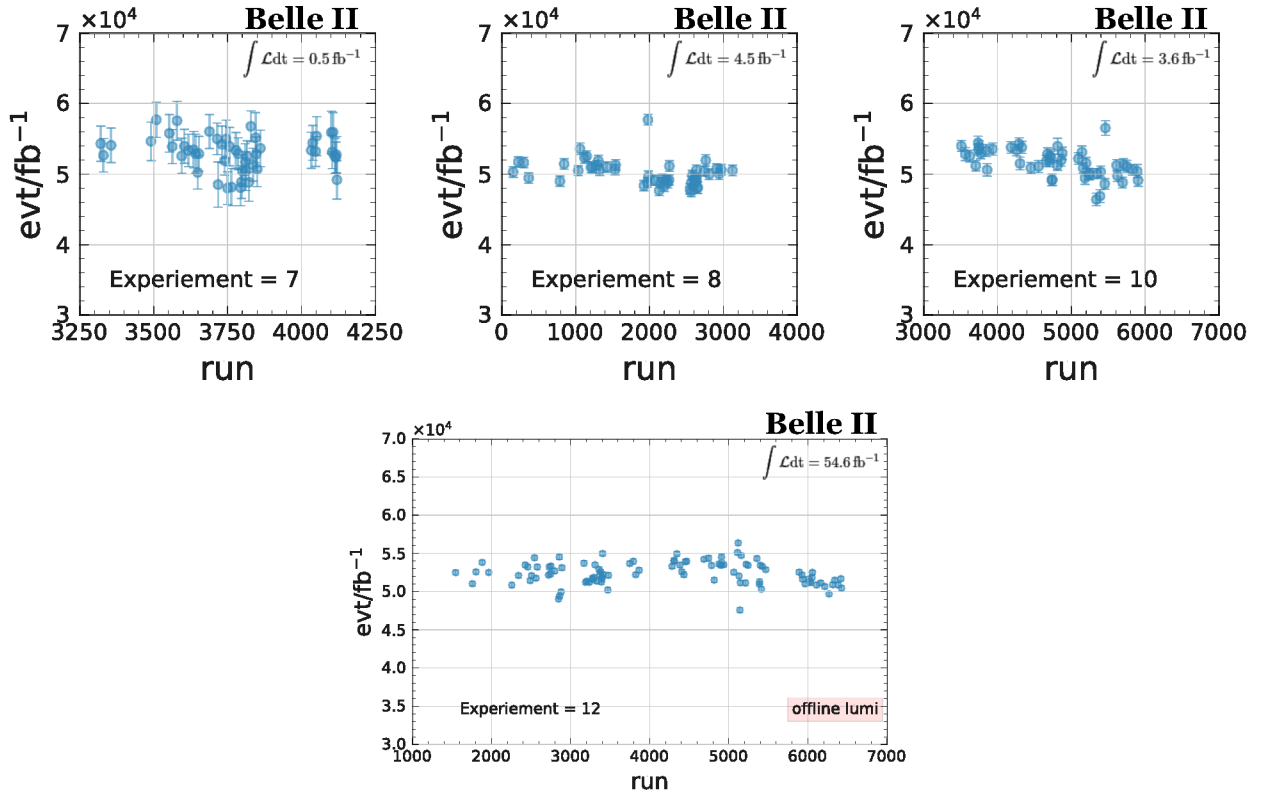 Belle II
×10⁴
∫ ℒdt = 0.5 fb⁻¹
7
6
5
4
3
evt/fb⁻¹
Experiement = 7
3250 3500 3750 4000 4250
run
Belle II
×10⁴
∫ ℒdt = 4.5 fb⁻¹
7
6
5
4
3
evt/fb⁻¹
Experiement = 8
0 1000 2000 3000 4000
run
Belle II
×10⁴
∫ ℒdt = 3.6 fb⁻¹
7
6
5
4
3
evt/fb⁻¹
Experiement = 10
3000 4000 5000 6000 7000
run
Belle II
×10⁴
∫ ℒdt = 54.6 fb⁻¹
7.0
6.5
6.0
5.5
5.0
4.5
4.0
3.5
3.0
evt/fb⁻¹
Experiement = 12
offline lumi
1000 2000 3000 4000 5000 6000 7000
run